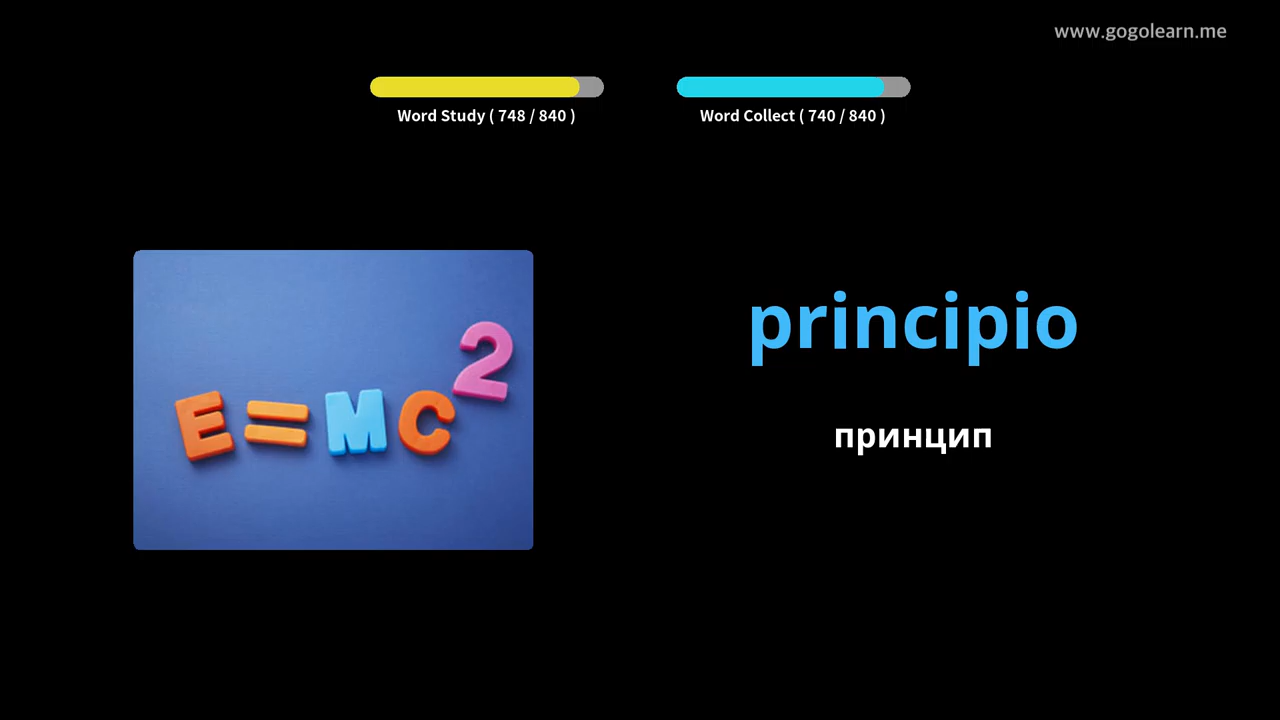 www.gogolearn.me
Word Study ( 748 / 840 )
Word Collect ( 740 / 840 )
E=MC2
principio
принцип